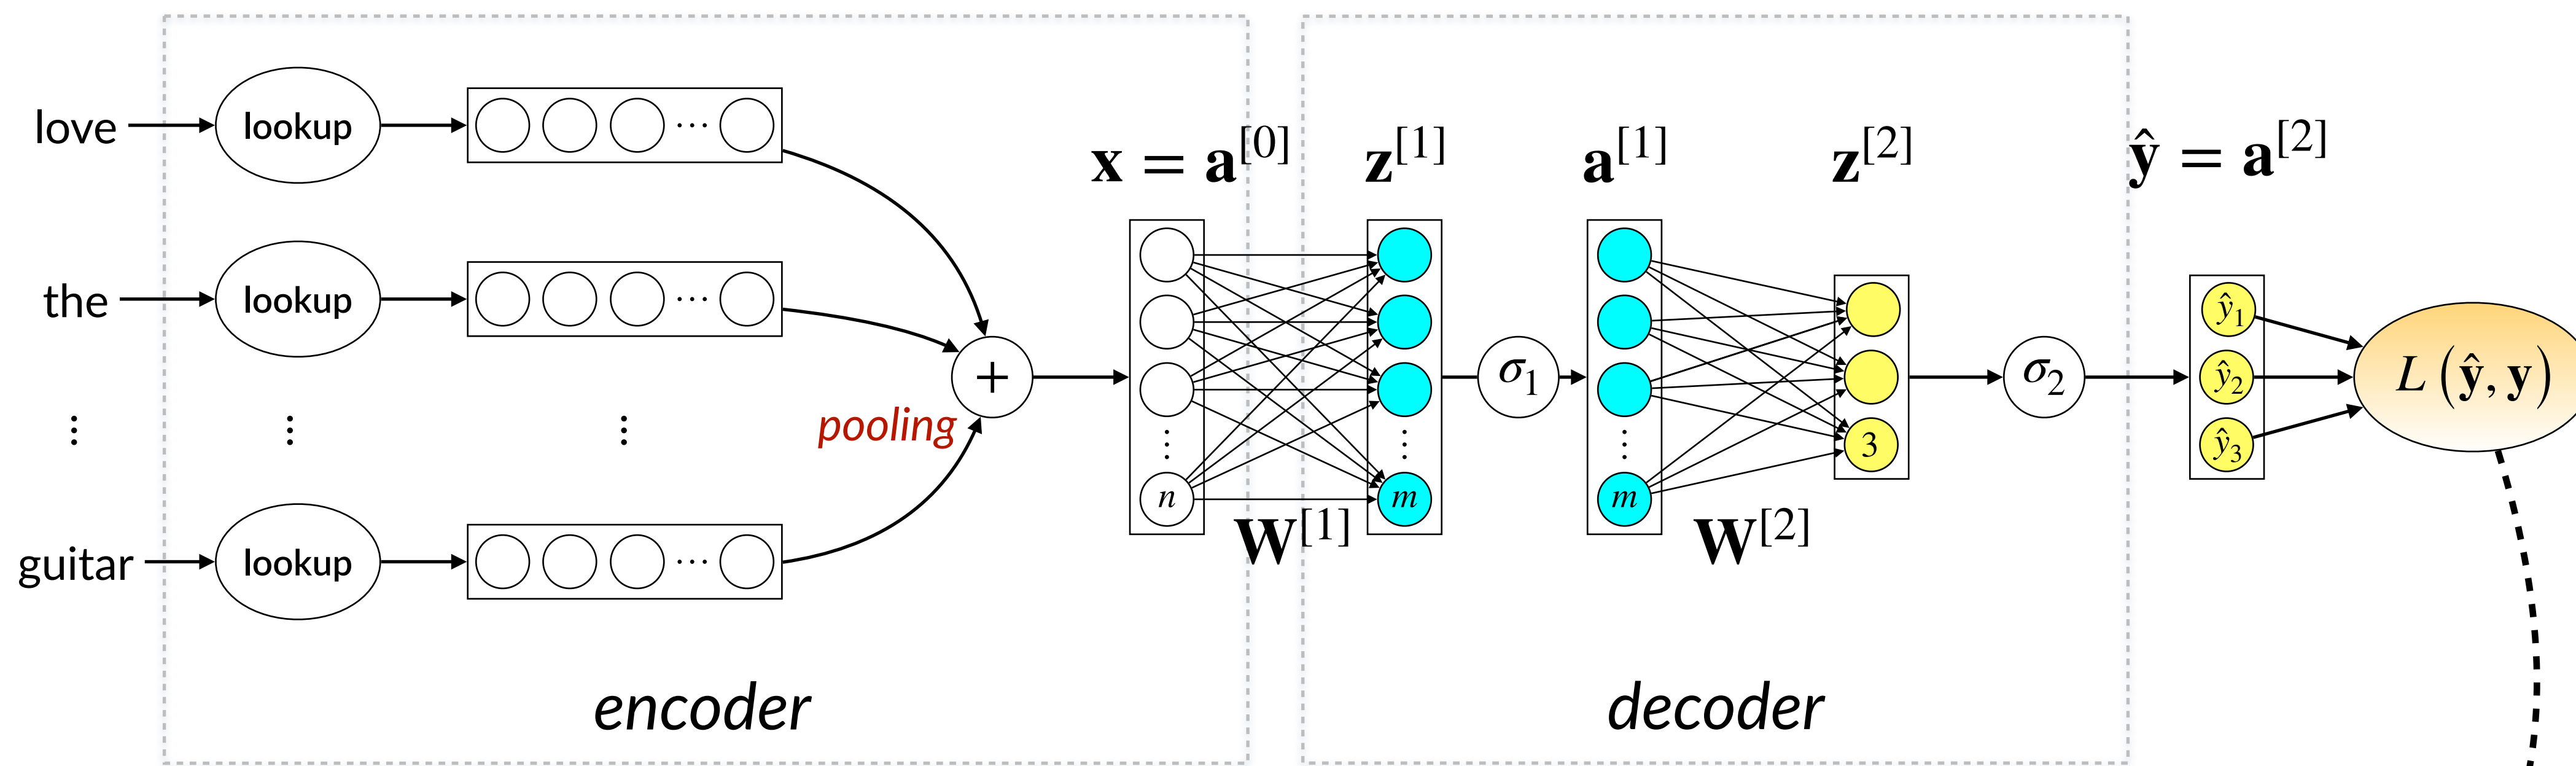 love
lookup
...
the
lookup
...
⋮
⋮
⋮
guitar
lookup
...
pooling
+
encoder
x = a^[0]
⋮
n
W^[1]
z^[1]
⋮
m
σ1
a^[1]
⋮
m
W^[2]
z^[2]
3
σ2
decoder
ŷ = a^[2]
ŷ1
ŷ2
ŷ3
L (ŷ, y)